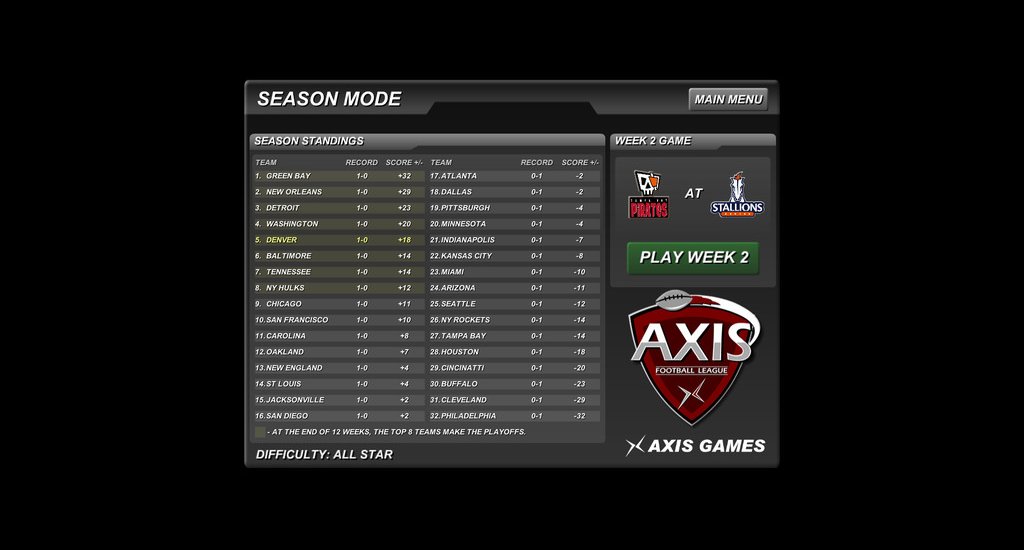 SEASON MODE
MAIN MENU
SEASON STANDINGS
TEAM RECORD SCORE +/- TEAM RECORD SCORE +/-
1. GREEN BAY 1-0 +32 17.ATLANTA 0-1 -2
2. NEW ORLEANS 1-0 +29 18.DALLAS 0-1 -2
3. DETROIT 1-0 +23 19.PITTSBURGH 0-1 -4
4. WASHINGTON 1-0 +20 20.MINNESOTA 0-1 -4
5. DENVER 1-0 +18 21.INDIANAPOLIS 0-1 -7
6. BALTIMORE 1-0 +14 22.KANSAS CITY 0-1 -8
7. TENNESSEE 1-0 +14 23.MIAMI 0-1 -10
8. NY HULKS 1-0 +12 24.ARIZONA 0-1 -11
9. CHICAGO 1-0 +11 25.SEATTLE 0-1 -12
10.SAN FRANCISCO 1-0 +10 26.NY ROCKETS 0-1 -14
11.CAROLINA 1-0 +8 27.TAMPA BAY 0-1 -14
12.OAKLAND 1-0 +7 28.HOUSTON 0-1 -18
13.NEW ENGLAND 1-0 +4 29.CINCINATTI 0-1 -20
14.ST LOUIS 1-0 +4 30.BUFFALO 0-1 -23
15.JACKSONVILLE 1-0 +2 31.CLEVELAND 0-1 -29
16.SAN DIEGO 1-0 +2 32.PHILADELPHIA 0-1 -32
- AT THE END OF 12 WEEKS, THE TOP 8 TEAMS MAKE THE PLAYOFFS.
DIFFICULTY: ALL STAR
WEEK 2 GAME
TAMPA BAY
PIRATES
AT
STALLIONS
PLAY WEEK 2
AXIS
FOOTBALL LEAGUE
AXIS GAMES